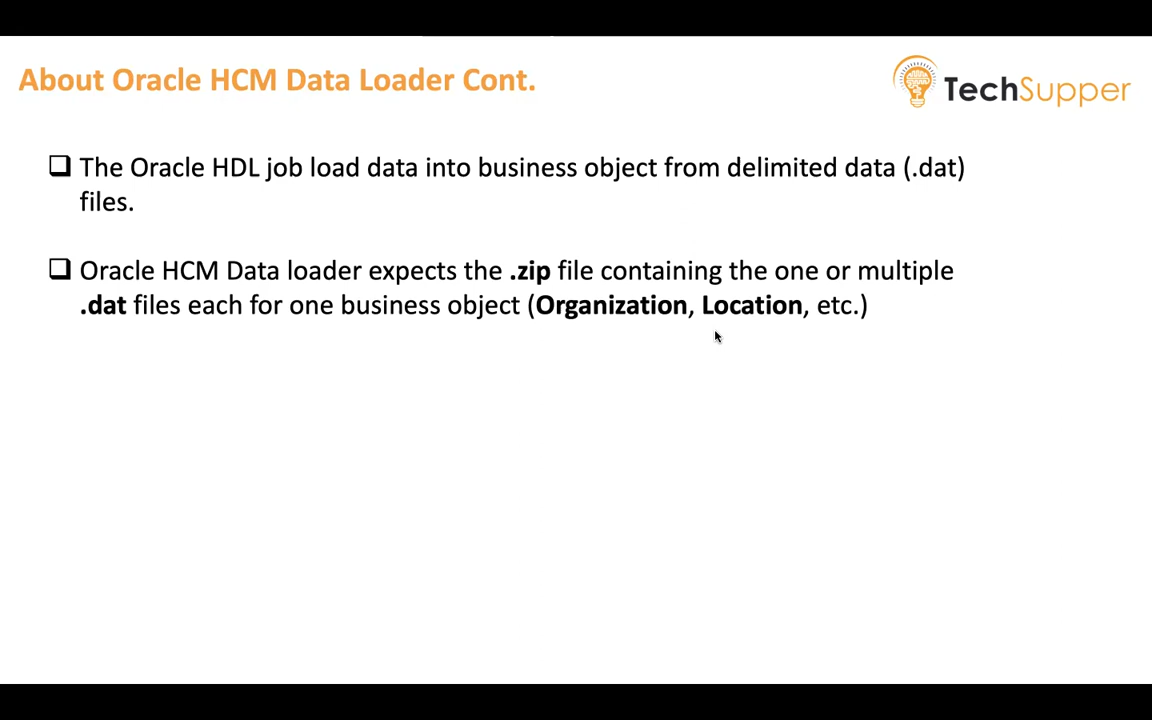 About Oracle HCM Data Loader Cont.
TechSupper
The Oracle HDL job load data into business object from delimited data (.dat)
files.
Oracle HCM Data loader expects the .zip file containing the one or multiple
.dat files each for one business object (Organization, Location, etc.)